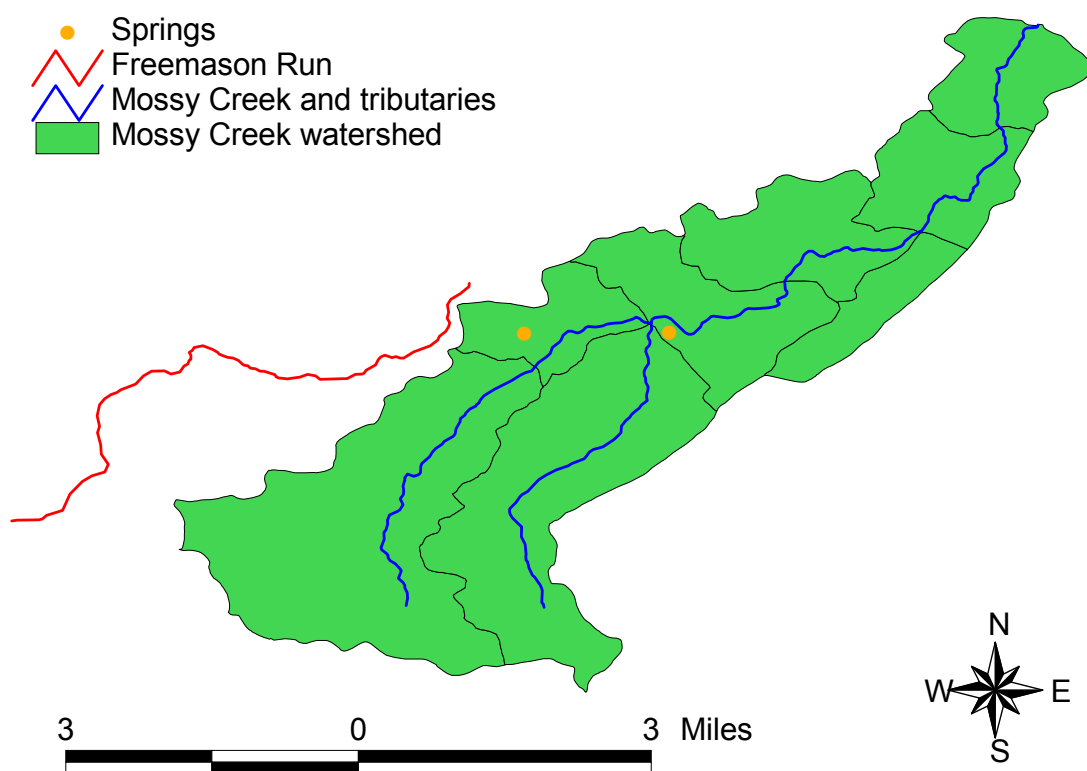 Springs
Freemason Run
Mossy Creek and tributaries
Mossy Creek watershed
N
W E
S
3 0 3 Miles